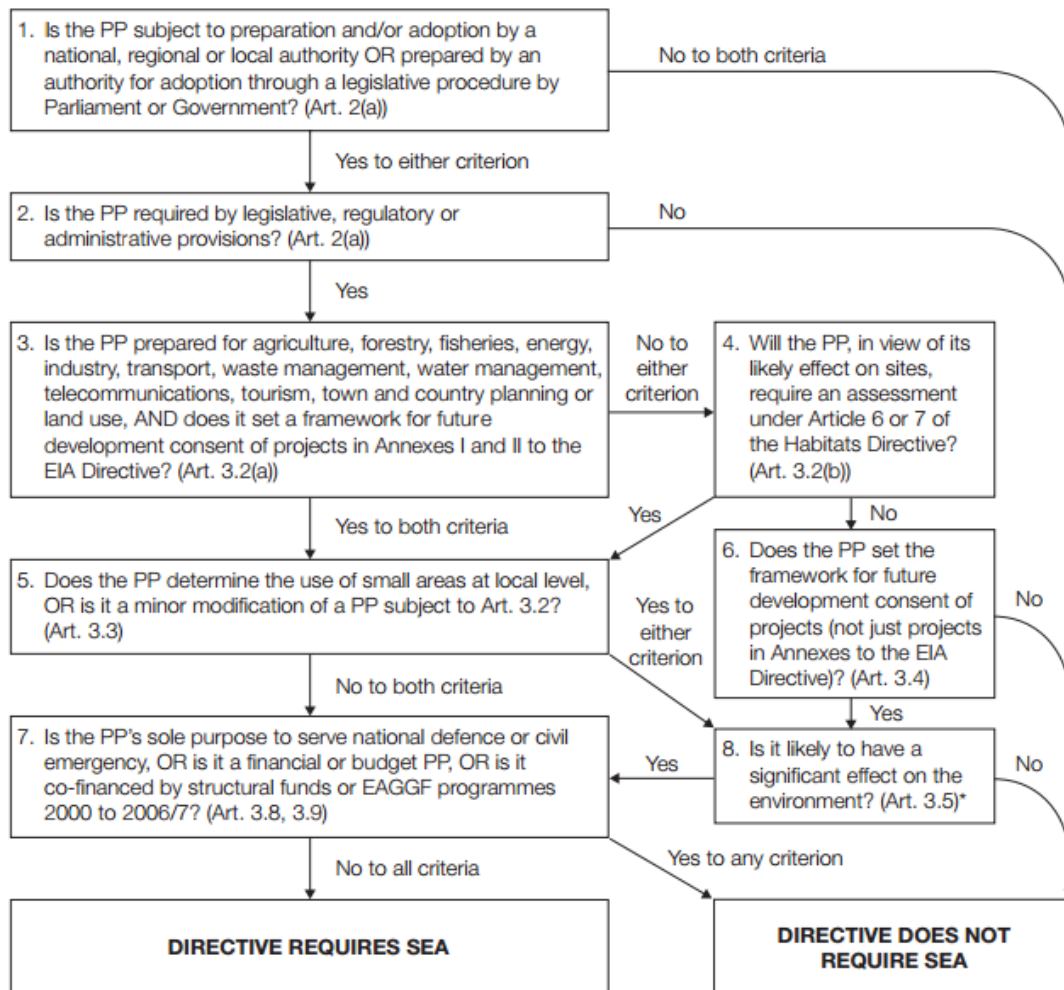 1. Is the PP subject to preparation and/or adoption by a
national, regional or local authority OR prepared by an
authority for adoption through a legislative procedure by
Parliament or Government? (Art. 2(a))
No to both criteria
Yes to either criterion
2. Is the PP required by legislative, regulatory or
administrative provisions? (Art. 2(a))
No
Yes
3. Is the PP prepared for agriculture, forestry, fisheries, energy,
industry, transport, waste management, water management,
telecommunications, tourism, town and country planning or
land use, AND does it set a framework for future
development consent of projects in Annexes I and II to the
EIA Directive? (Art. 3.2(a))
No to
either
criterion
4. Will the PP, in view of its
likely effect on sites,
require an assessment
under Article 6 or 7 of
the Habitats Directive?
(Art. 3.2(b))
Yes to both criteria
Yes
No
5. Does the PP determine the use of small areas at local level,
OR is it a minor modification of a PP subject to Art. 3.2?
(Art. 3.3)
Yes to
either
criterion
6. Does the PP set the
framework for future
development consent of
projects (not just projects
in Annexes to the EIA
Directive)? (Art. 3.4)
No
No to both criteria
Yes
7. Is the PP's sole purpose to serve national defence or civil
emergency, OR is it a financial or budget PP, OR is it
co-financed by structural funds or EAGGF programmes
2000 to 2006/7? (Art. 3.8, 3.9)
Yes
8. Is it likely to have a
significant effect on the
environment? (Art. 3.5)*
No
No to all criteria
Yes to any criterion
DIRECTIVE REQUIRES SEA
DIRECTIVE DOES NOT
REQUIRE SEA